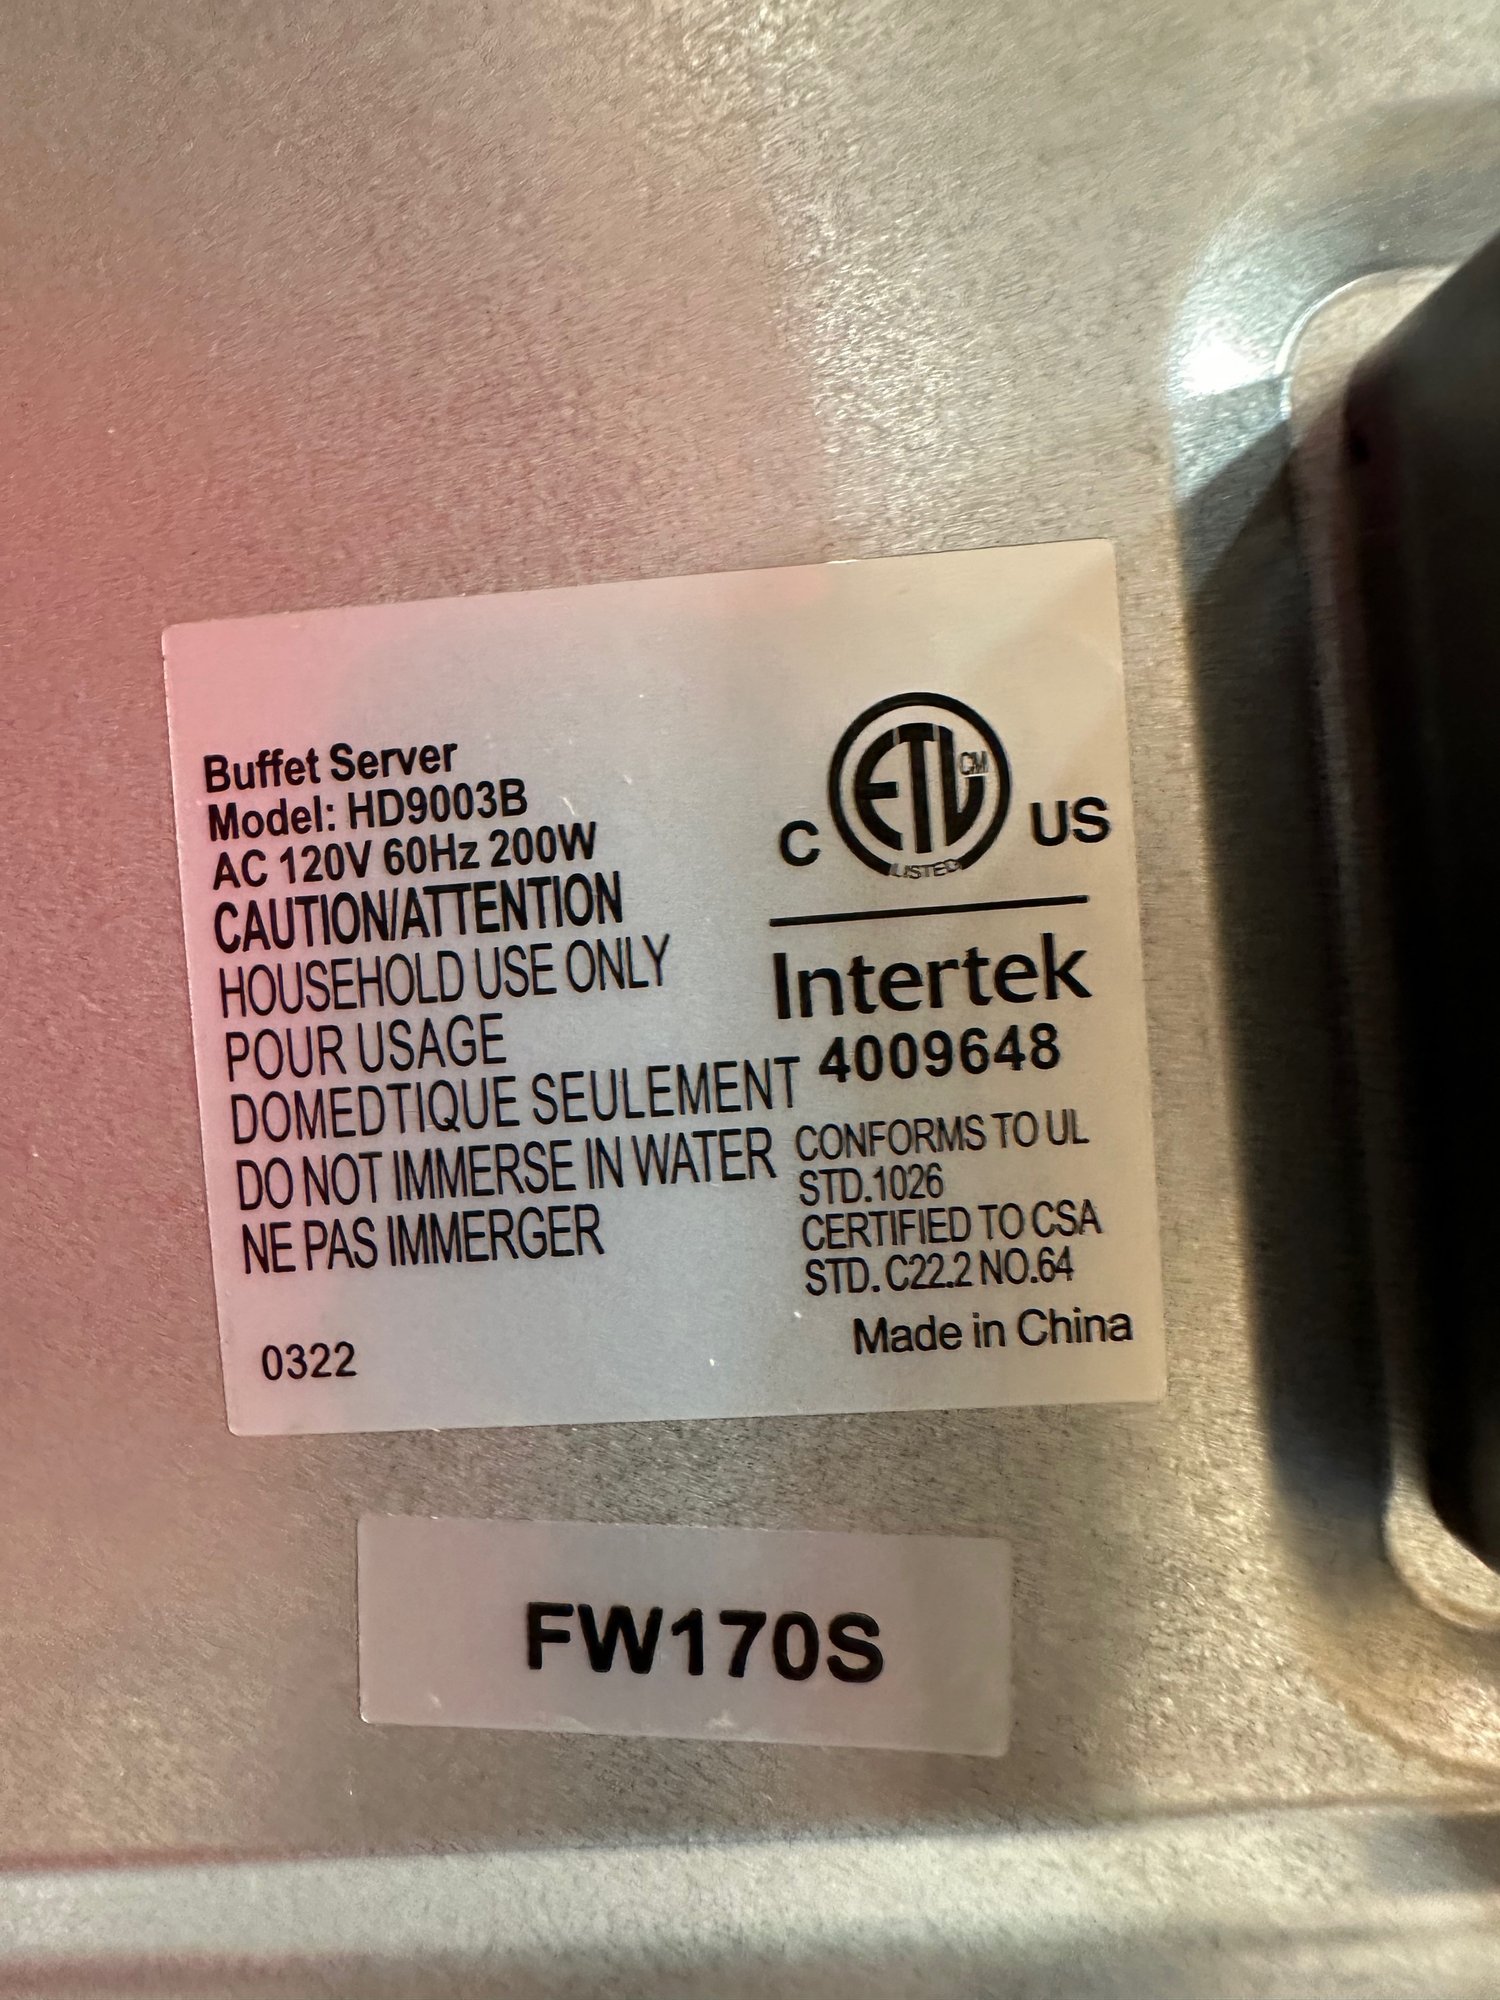 Buffet Server
Model: HD9003B
AC 120V 60Hz 200W
CAUTION/ATTENTION
HOUSEHOLD USE ONLY
POUR USAGE
DOMEDTIQUE SEULEMENT
DO NOT IMMERSE IN WATER
NE PAS IMMERGER
0322
C ETL CM US
LISTED
Intertek
4009648
CONFORMS TO UL
STD.1026
CERTIFIED TO CSA
STD. C22.2 NO.64
Made in China
FW170S